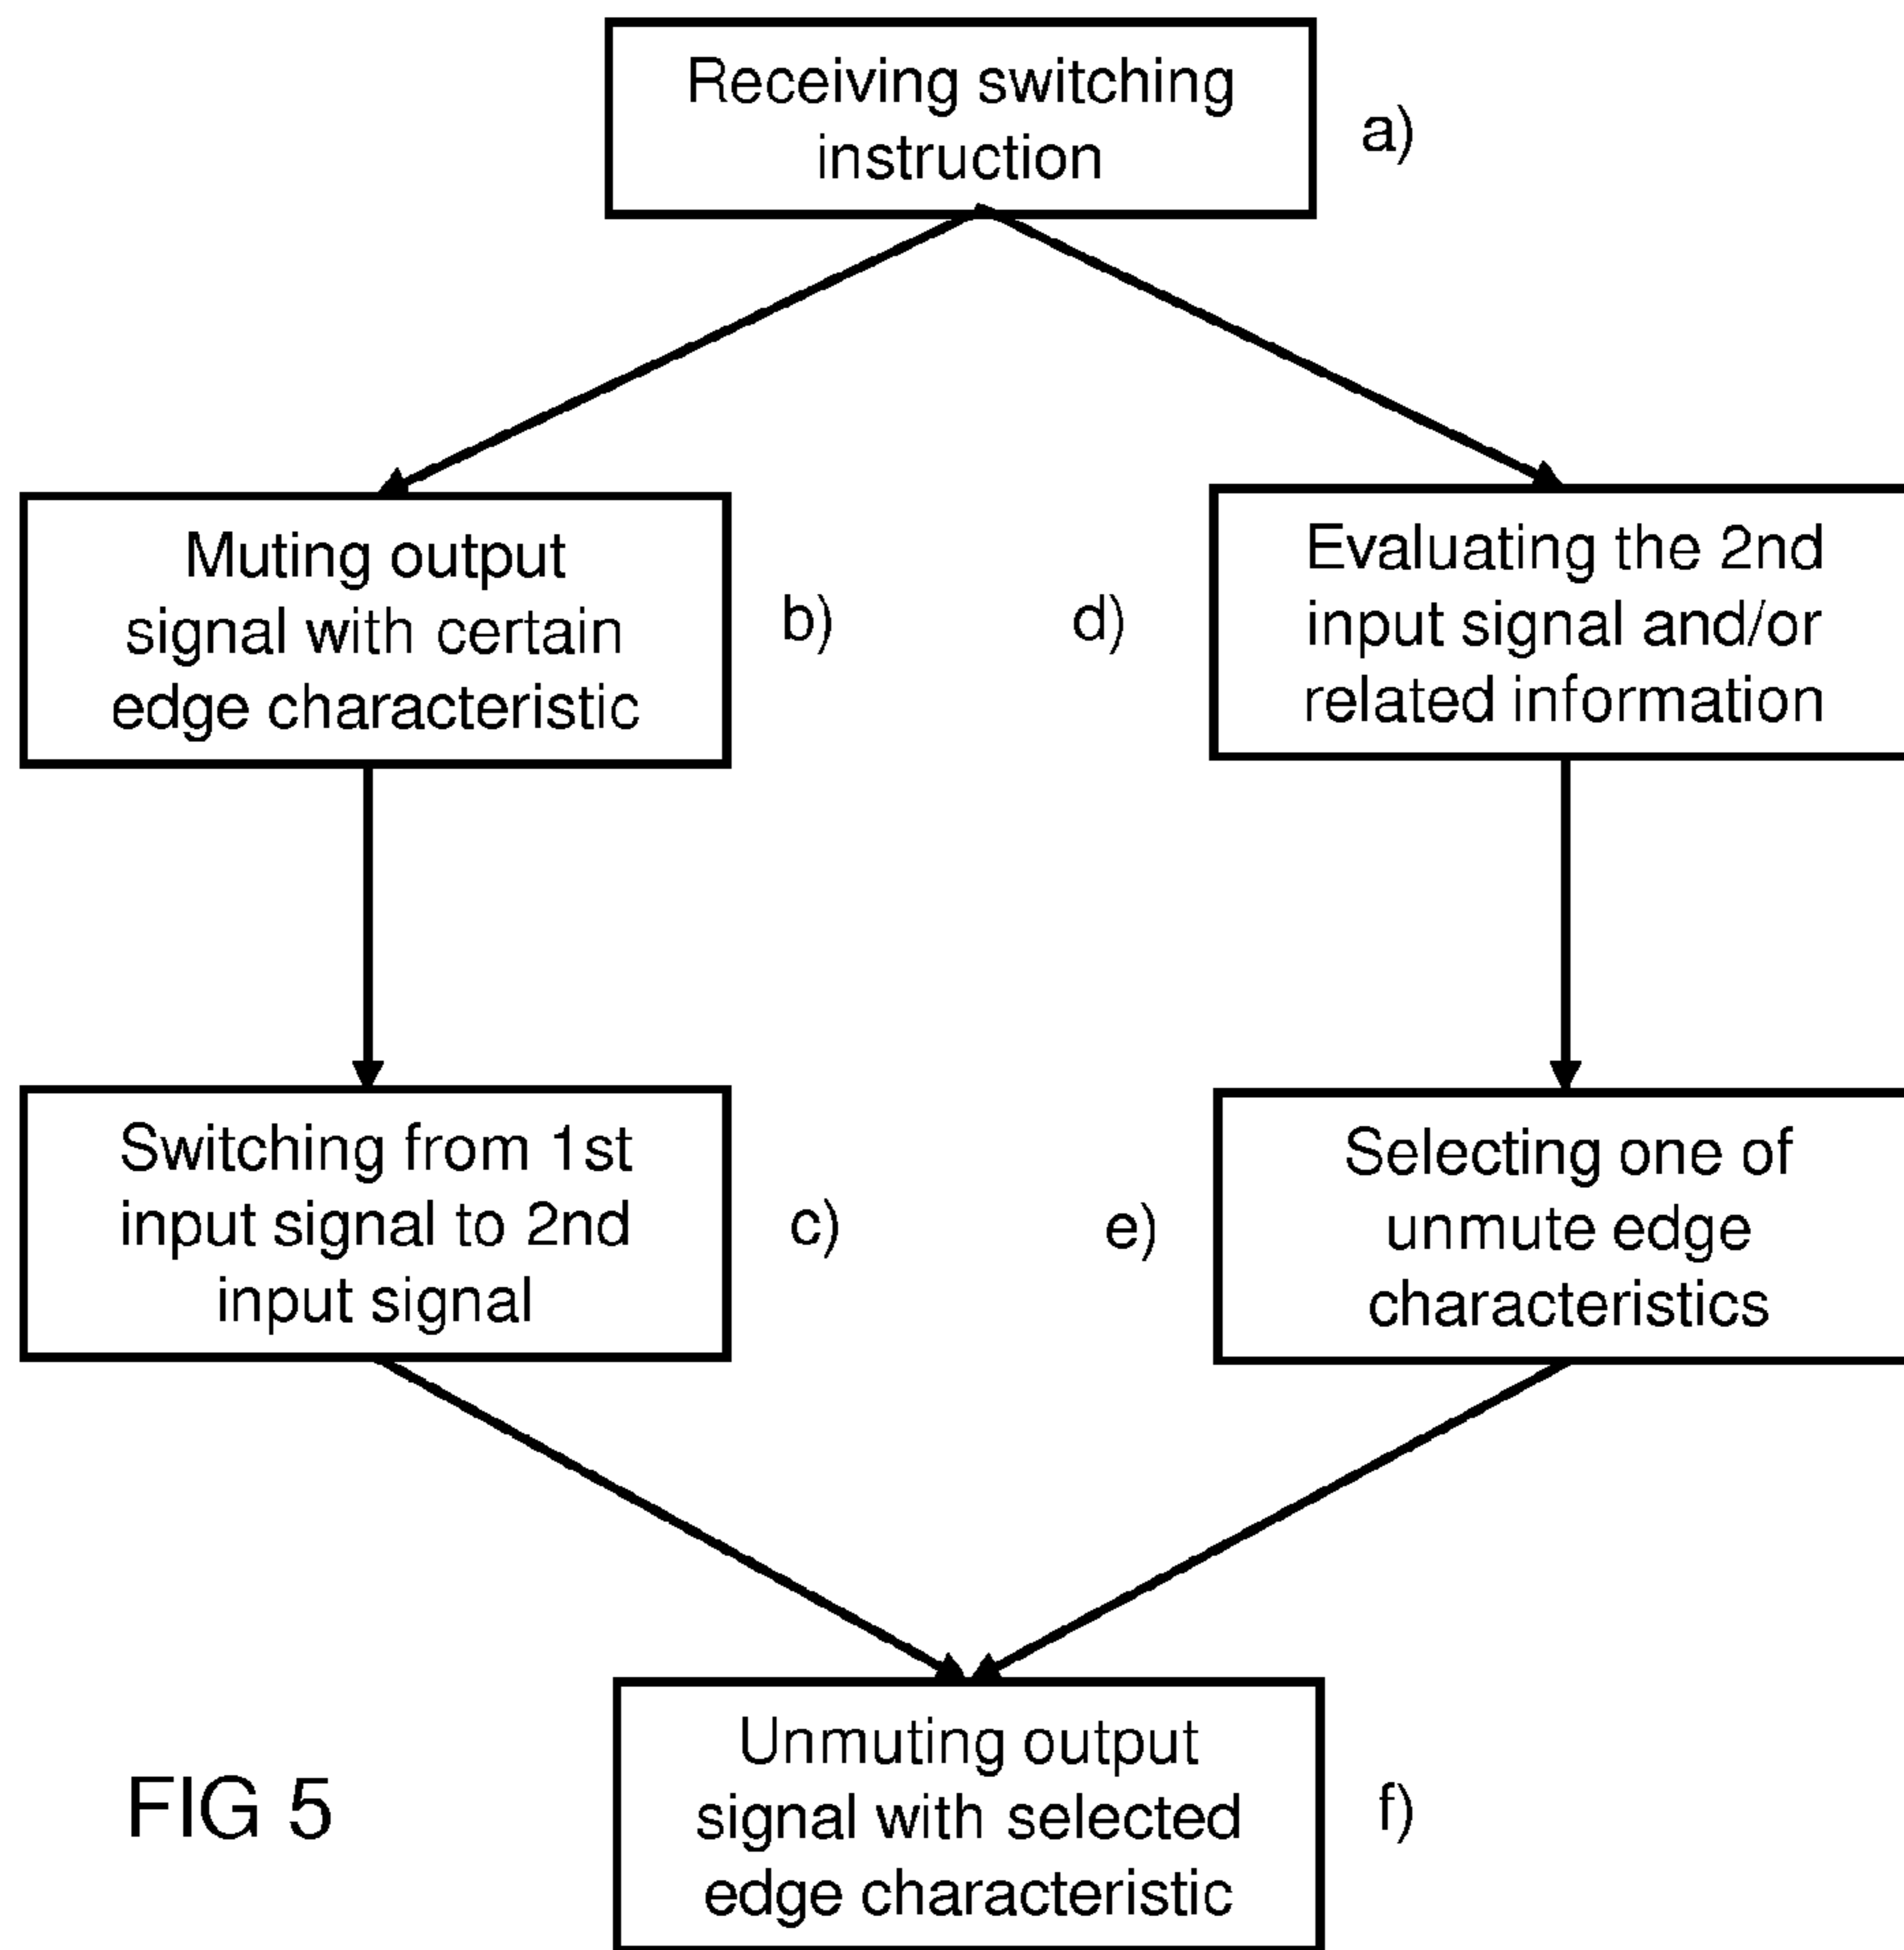 Receiving switching
instruction
a)
Muting output
signal with certain
edge characteristic
b)
d)
Evaluating the 2nd
input signal and/or
related information
Switching from 1st
input signal to 2nd
input signal
c)
e)
Selecting one of
unmute edge
characteristics
Unmuting output
signal with selected
edge characteristic
f)
FIG 5